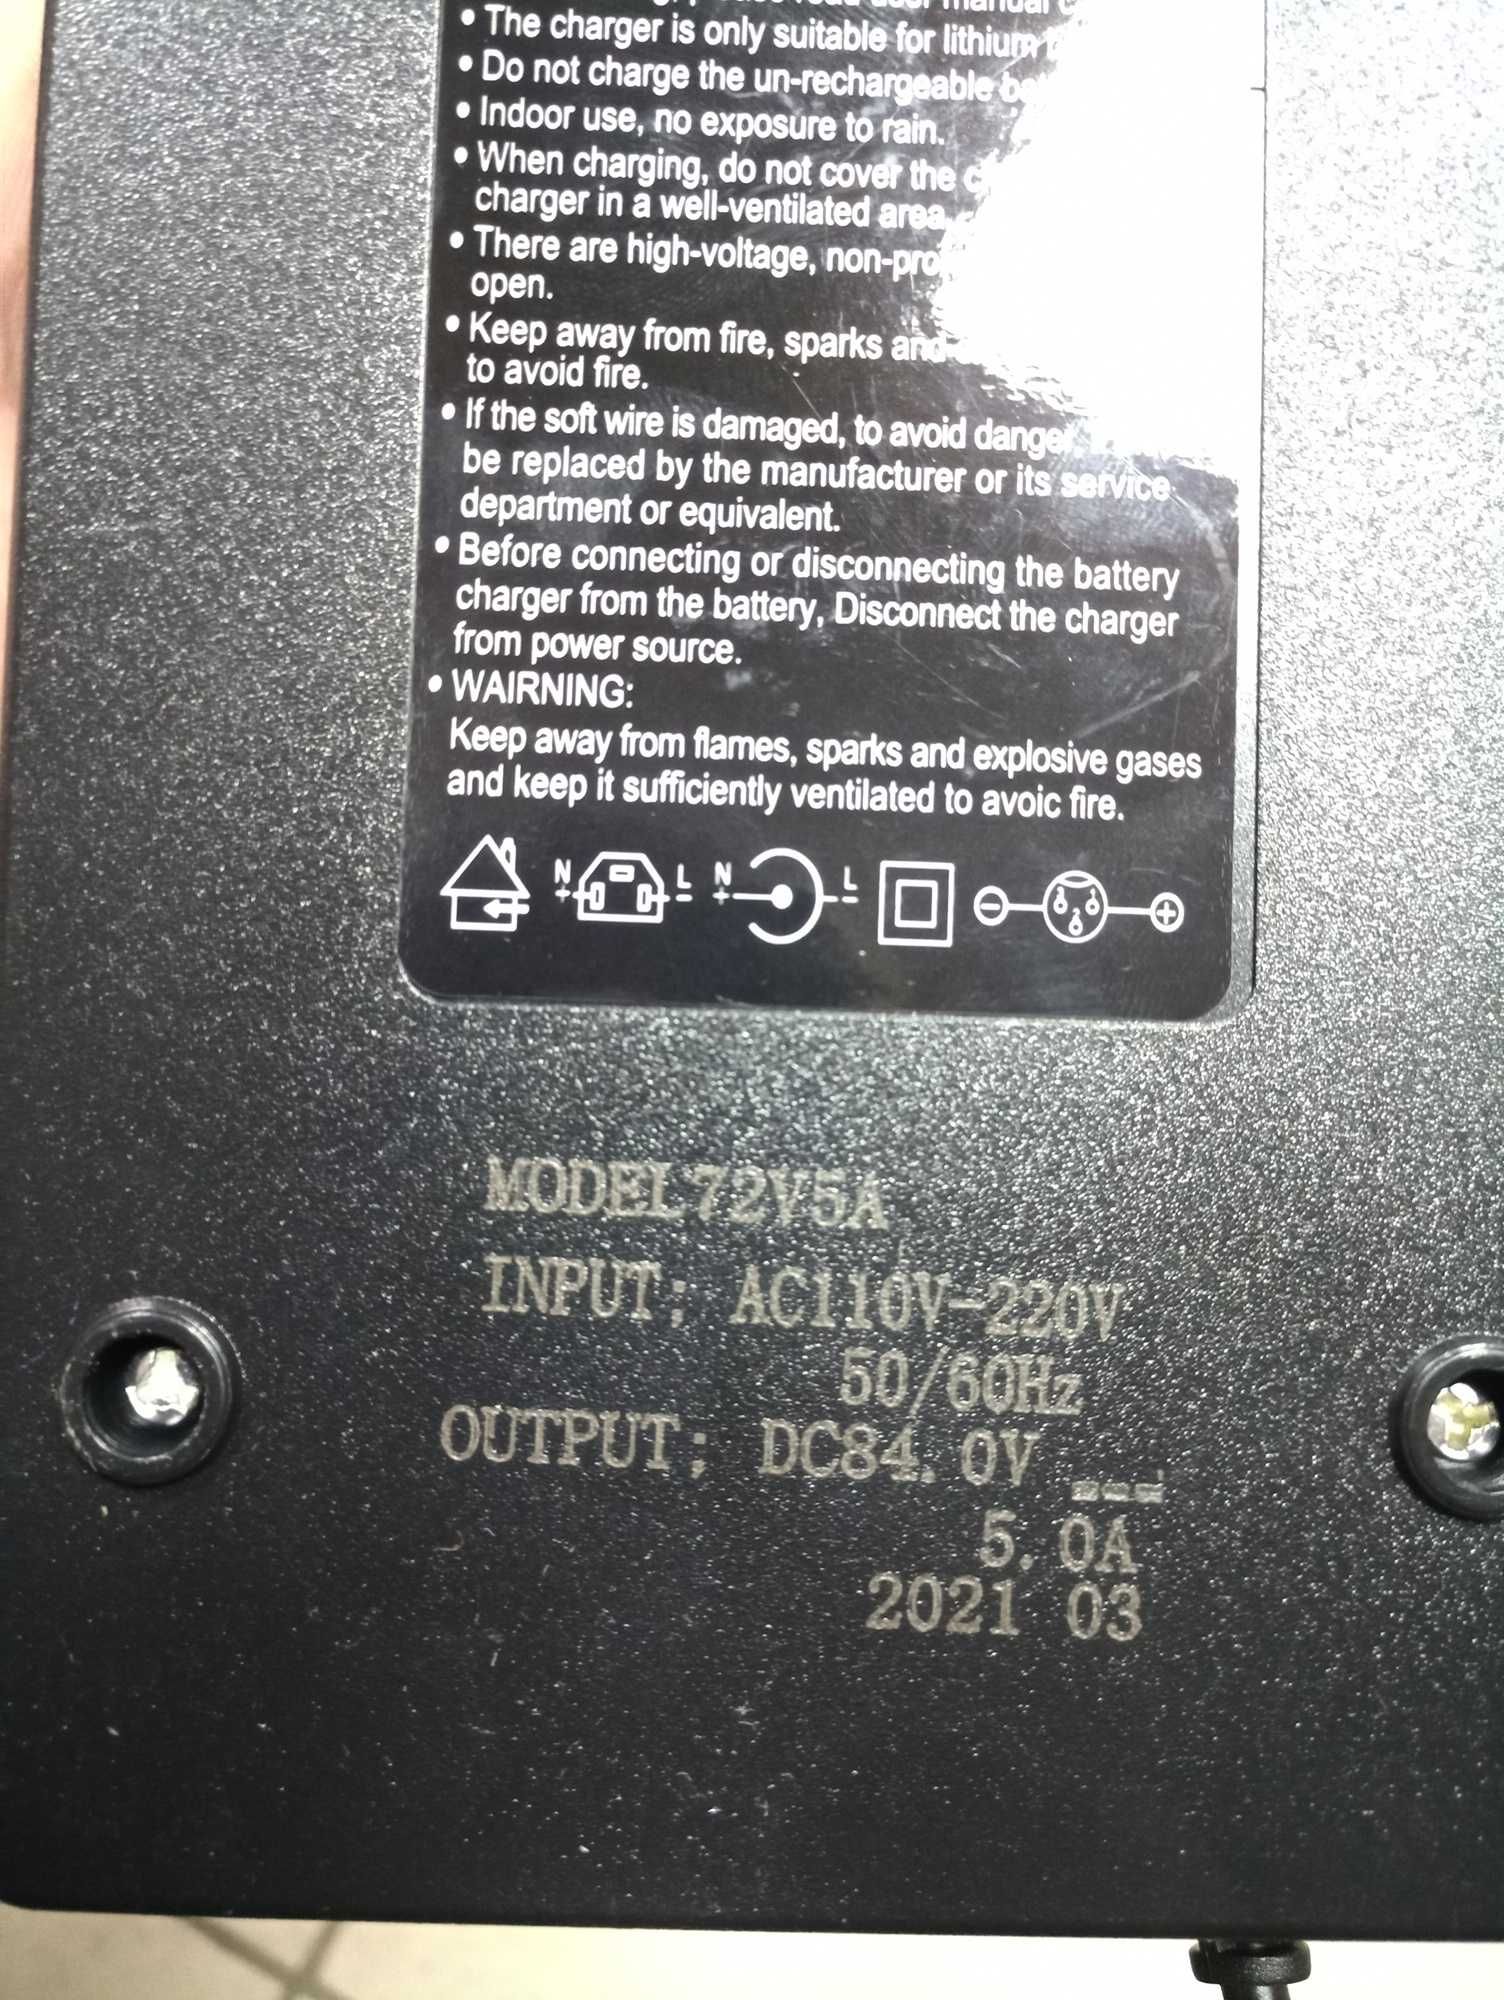 user manual
• The charger is only suitable for lithium
• Do not charge the un-rechargeable
• Indoor use, no exposure to rain.
• When charging, do not cover the
charger in a well-ventilated area
• There are high-voltage,
open.
• Keep away from fire, sparks and
to avoid fire.
• If the soft wire is damaged, to avoid danger
be replaced by the manufacturer or its service
department or equivalent.
• Before connecting or disconnecting the battery
charger from the battery, Disconnect the charger
from power source.
• WAIRNING:
Keep away from flames, sparks and explosive gases
and keep it sufficiently ventilated to avoic fire.
N + L − N + L −
MODEL72V5A
INPUT; AC110V-220V
50/60Hz
OUTPUT; DC84.0V
5.0A
2021 03